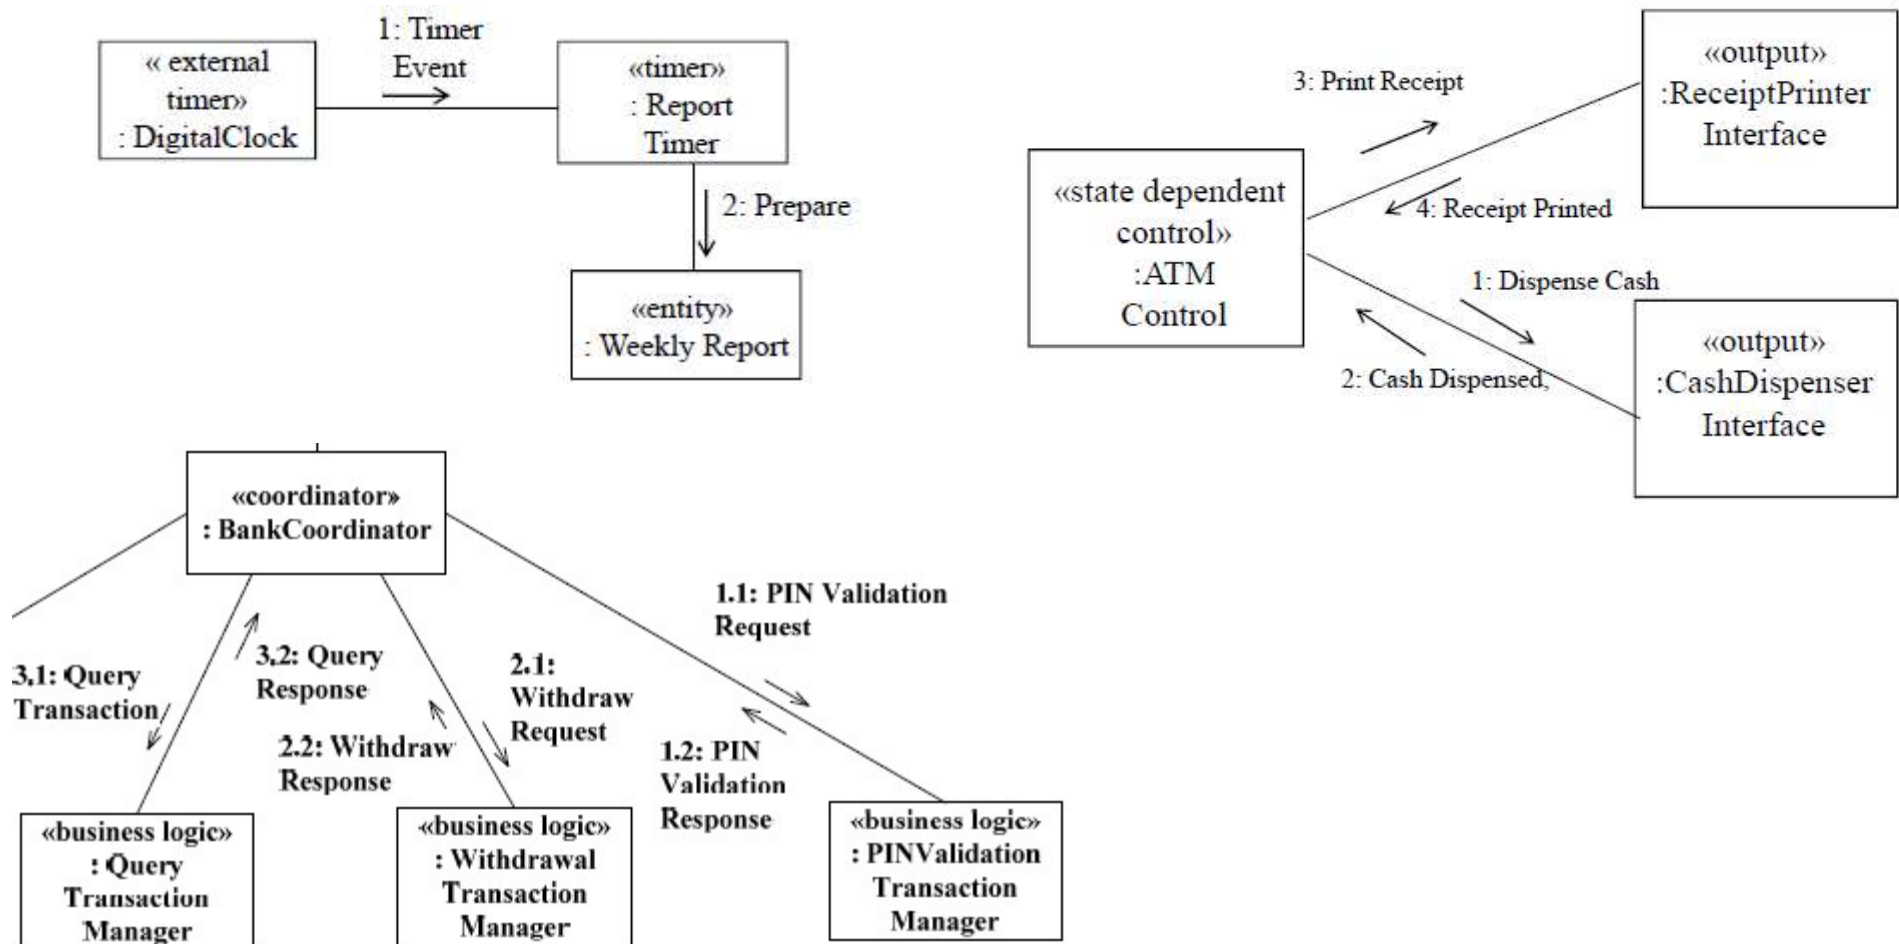 « external
timer»
: DigitalClock
1: Timer
Event
«timer»
: Report
Timer
2: Prepare
«entity»
: Weekly Report
«state dependent
control»
:ATM
Control
3: Print Receipt
4: Receipt Printed
«output»
:ReceiptPrinter
Interface
1: Dispense Cash
2: Cash Dispensed,
«output»
:CashDispenser
Interface
«coordinator»
: BankCoordinator
3.1: Query
Transaction
3.2: Query
Response
2.2: Withdraw
Response
2.1:
Withdraw
Request
1.1: PIN Validation
Request
1.2: PIN
Validation
Response
«business logic»
: Query
Transaction
Manager
«business logic»
: Withdrawal
Transaction
Manager
«business logic»
: PINValidation
Transaction
Manager